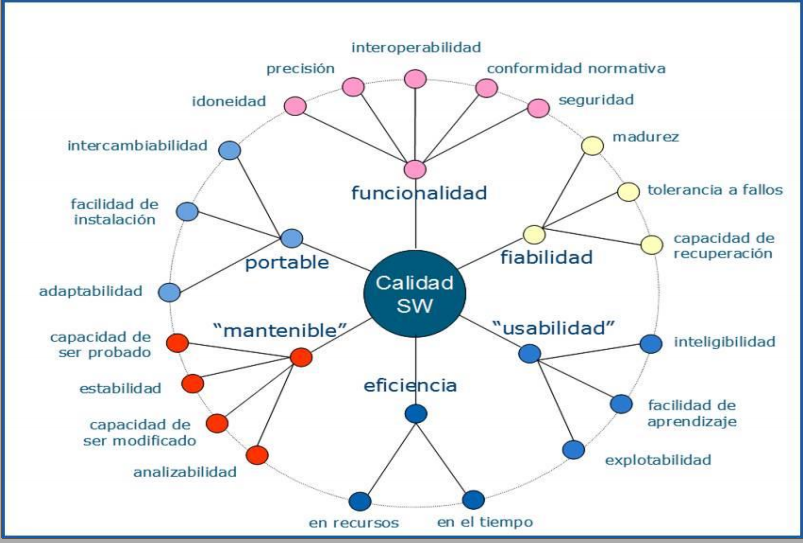 interoperabilidad
precisión
conformidad normativa
idoneidad
seguridad
madurez
intercambiabilidad
tolerancia a fallos
funcionalidad
facilidad de
instalación
capacidad de
recuperación
fiabilidad
portable
Calidad
SW
adaptabilidad
"mantenible"
"usabilidad"
capacidad de
ser probado
inteligibilidad
estabilidad
eficiencia
facilidad de
aprendizaje
capacidad de
ser modificado
explotabilidad
analizabilidad
en recursos
en el tiempo